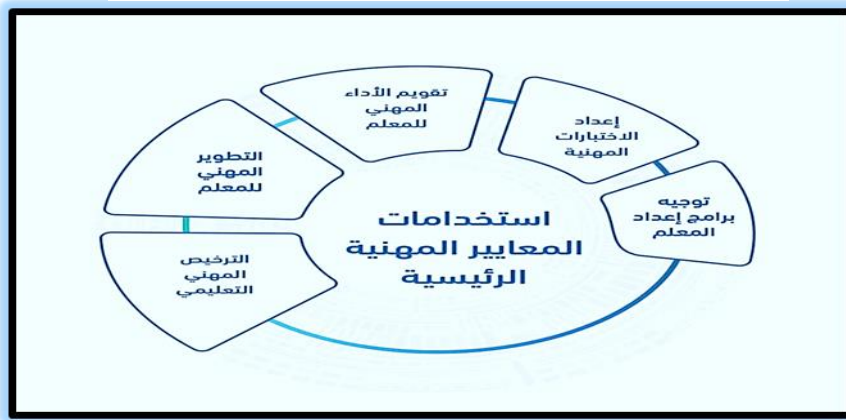 استخدامات
المعايير المهنية
الرئيسية
توجيه
برامج إعداد
المعلم
إعداد
الاختبارات
المهنية
تقويم الأداء
المهني
للمعلم
التطوير
المهني
للمعلم
الترخيص
المهني
التعليمي